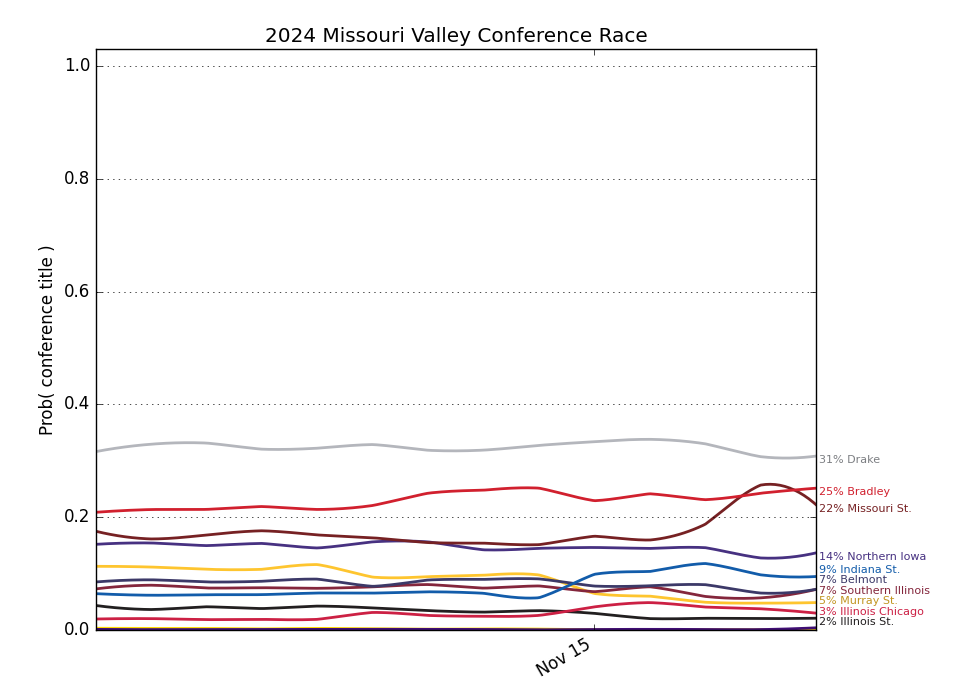 2024 Missouri Valley Conference Race
Prob( conference title )
1.0
0.8
0.6
0.4
0.2
0.0
Nov 15
31% Drake
25% Bradley
22% Missouri St.
14% Northern Iowa
9% Indiana St.
7% Belmont
7% Southern Illinois
5% Murray St.
3% Illinois Chicago
2% Illinois St.